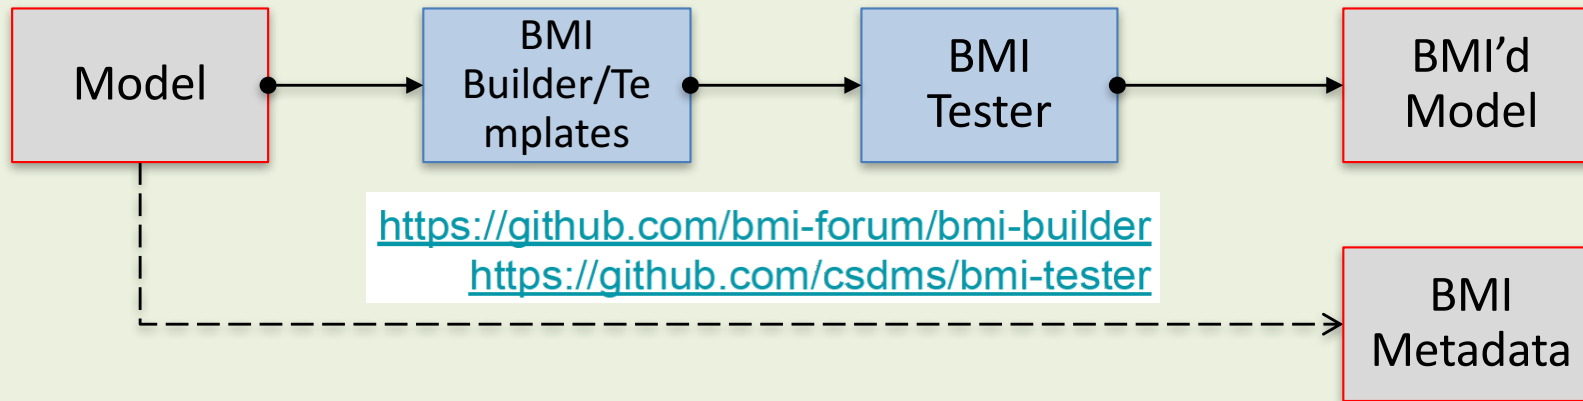 Model
BMI
Builder/Te
mplates
BMI
Tester
BMI’d
Model
https://github.com/bmi-forum/bmi-builder
https://github.com/csdms/bmi-tester
BMI
Metadata